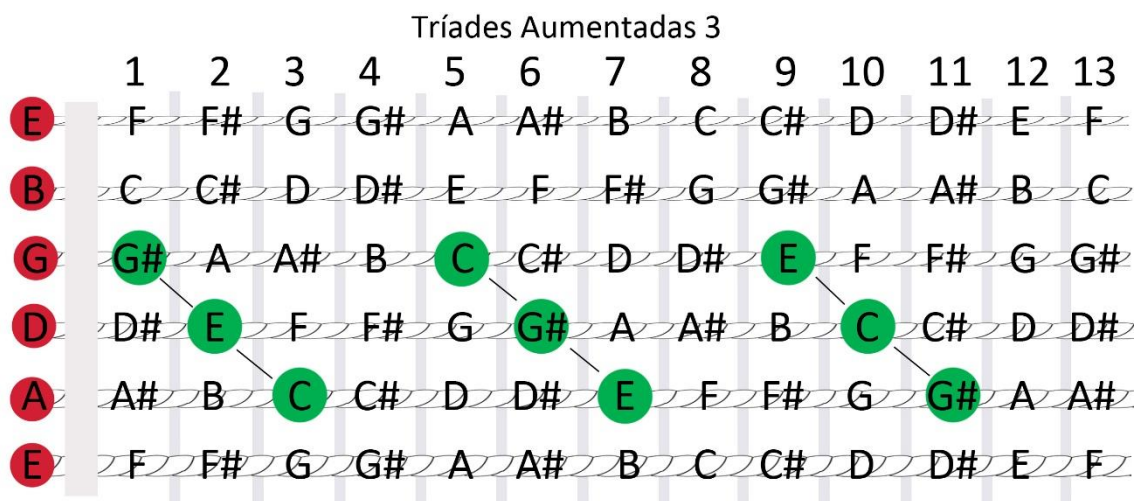 Tríades Aumentadas 3
1 2 3 4 5 6 7 8 9 10 11 12 13
E F F# G G# A A# B C C# D D# E F
B C C# D D# E F F# G G# A A# B C
G G# A A# B C C# D D# E F F# G G#
D D# E F F# G G# A A# B C C# D D#
A A# B C C# D D# E F F# G G# A A#
E F F# G G# A A# B C C# D D# E F